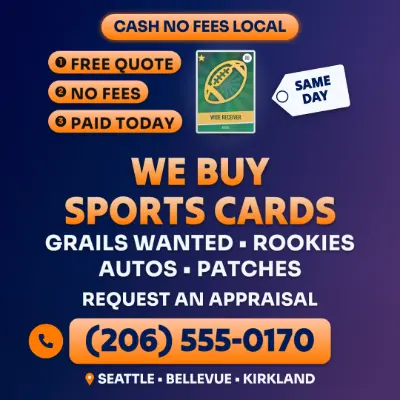 CASH NO FEES LOCAL
1 FREE QUOTE
2 NO FEES
3 PAID TODAY
WIDE RECEIVER
SAME
DAY
WE BUY
SPORTS CARDS
GRAILS WANTED ▪ ROOKIES
AUTOS ▪ PATCHES
REQUEST AN APPRAISAL
(206) 555-0170
SEATTLE ▪ BELLEVUE ▪ KIRKLAND